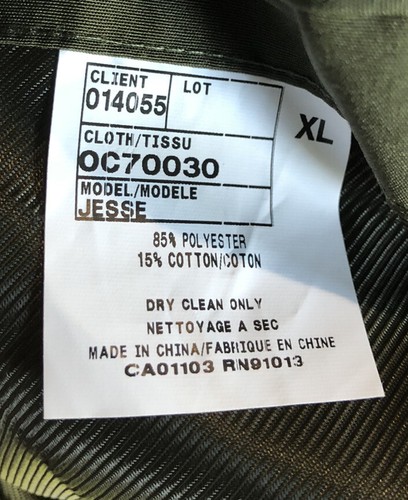 CLIENT LOT
014055
XL
CLOTH/TISSU
OC70030
MODEL/MODELE
JESSE
85% POLYESTER
15% COTTON/COTON
DRY CLEAN ONLY
NETTOYAGE A SEC
MADE IN CHINA/FABRIQUE EN CHINE
CA01103 RN91013